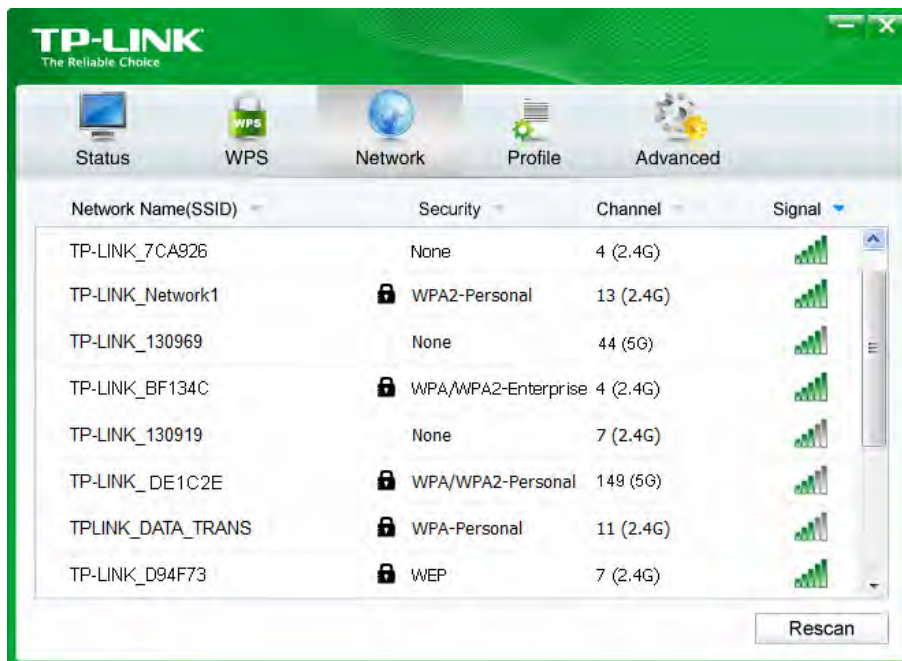 TP-LINK
The Reliable Choice
WPS
Status WPS Network Profile Advanced
Network Name(SSID) Security Channel Signal
TP-LINK_7CA926 None 4 (2.4G)
TP-LINK_Network1 WPA2-Personal 13 (2.4G)
TP-LINK_130969 None 44 (5G)
TP-LINK_BF134C WPA/WPA2-Enterprise 4 (2.4G)
TP-LINK_130919 None 7 (2.4G)
TP-LINK_ DE1C2E WPA/WPA2-Personal 149 (5G)
TPLINK_DATA_TRANS WPA-Personal 11 (2.4G)
TP-LINK_D94F73 WEP 7 (2.4G)
Rescan